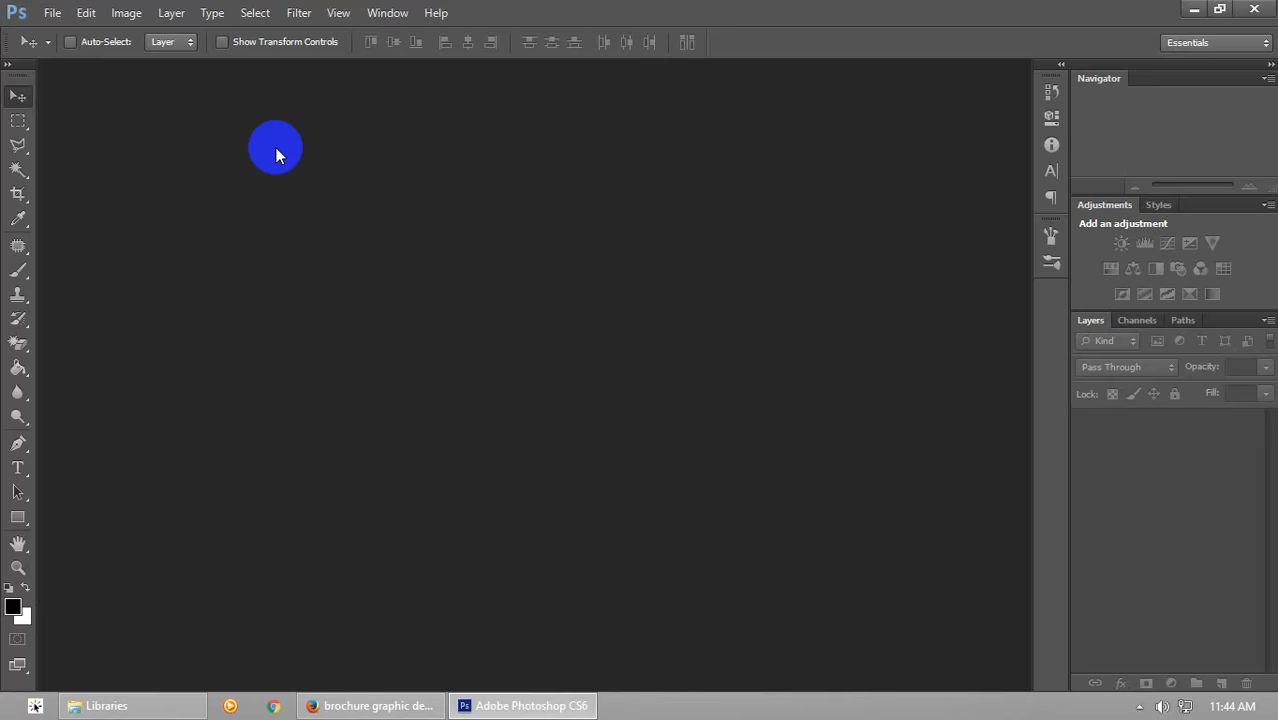 Ps File Edit Image Layer Type Select Filter View Window Help
Auto-Select: Layer Show Transform Controls Essentials
Navigator
Adjustments Styles
Add an adjustment
Layers Channels Paths
Kind
Pass Through Opacity:
Lock: Fill:
Libraries brochure graphic de... Ps Adobe Photoshop CS6 11:44 AM